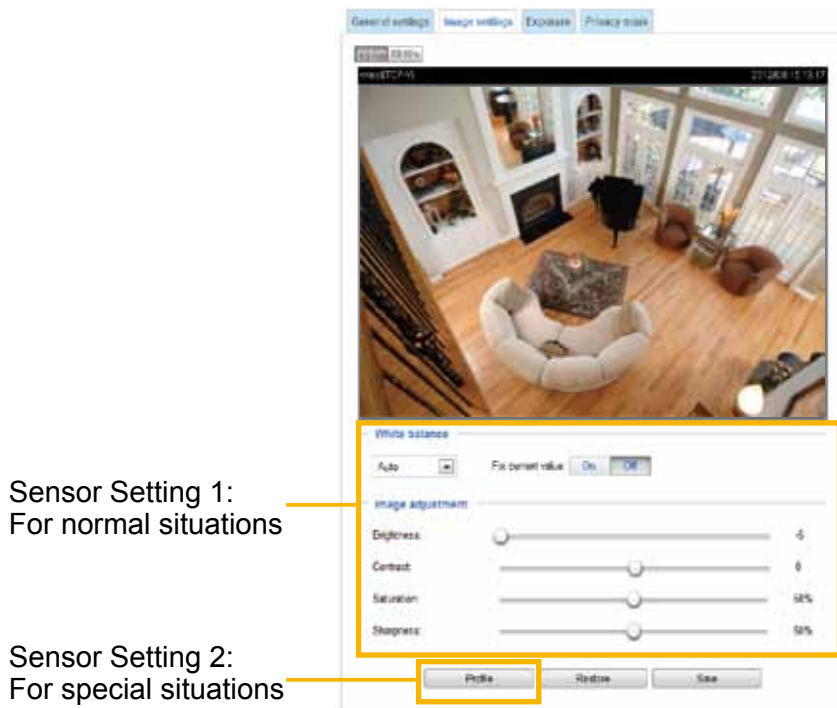 General settings Image settings Exposure Privacy mask
White balance
Auto Fix current value: On Off
Sensor Setting 1:
For normal situations
Image adjustment
Brightness: -5
Contrast: 0
Saturation: 50%
Sharpness: 50%
Sensor Setting 2:
For special situations
Profile Restore Save